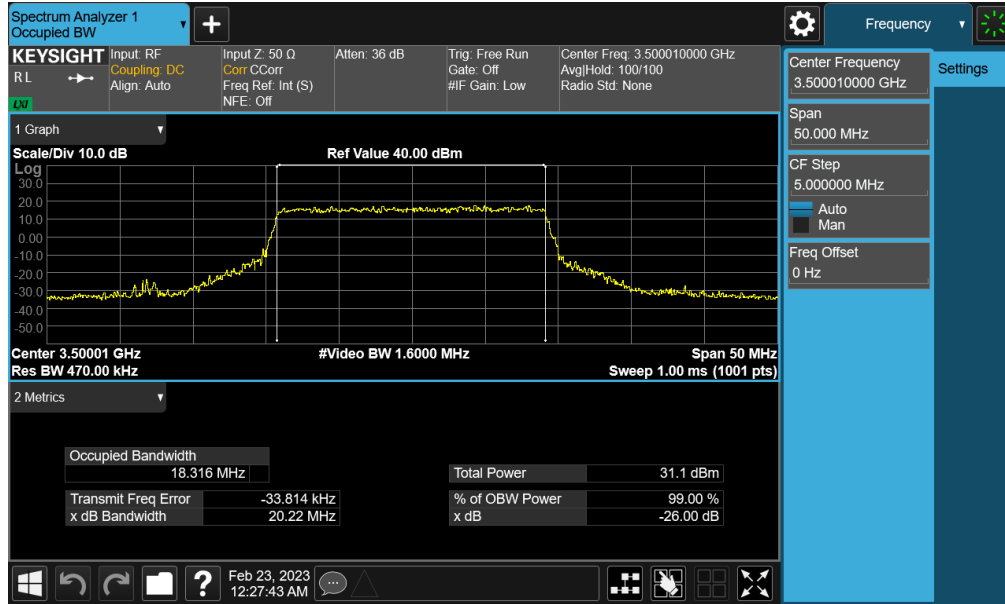 Spectrum Analyzer 1
Occupied BW
+
Frequency
KEYSIGHT
R L
LXI
Input: RF
Coupling: DC
Align: Auto
Input Z: 50 Ω
Corr CCorr
Freq Ref: Int (S)
NFE: Off
Atten: 36 dB
Trig: Free Run
Gate: Off
#IF Gain: Low
Center Freq: 3.500010000 GHz
Avg|Hold: 100/100
Radio Std: None
Center Frequency
3.500010000 GHz
Settings
Span
50.000 MHz
CF Step
5.000000 MHz
Auto
Man
Freq Offset
0 Hz
1 Graph
Scale/Div 10.0 dB
Ref Value 40.00 dBm
Log
30.0
20.0
10.0
0.00
-10.0
-20.0
-30.0
-40.0
-50.0
Center 3.50001 GHz
#Video BW 1.6000 MHz
Span 50 MHz
Res BW 470.00 kHz
Sweep 1.00 ms (1001 pts)
2 Metrics
Occupied Bandwidth
18.316 MHz
Total Power 31.1 dBm
Transmit Freq Error -33.814 kHz
% of OBW Power 99.00 %
x dB Bandwidth 20.22 MHz
x dB -26.00 dB
?
Feb 23, 2023
12:27:43 AM